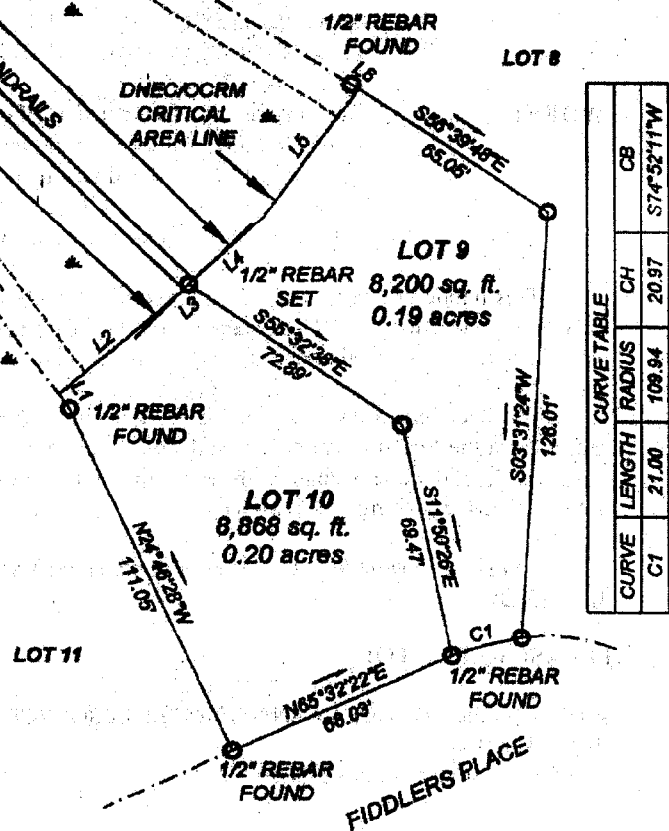 1/2" REBAR
FOUND
LOT 8
L6
DHEC/OCRM
CRITICAL
AREA LINE
L5
S56°39'48"E
65.05'
LOT 9
8,200 sq. ft.
0.19 acres
L4
1/2" REBAR
SET
L3
L2
L1
S55°32'38"E
72.89'
1/2" REBAR
FOUND
S03°31'24"W
126.01'
LOT 10
8,868 sq. ft.
0.20 acres
S11°50'26"E
69.47'
N24°46'28"W
111.05'
LOT 11
C1
1/2" REBAR
FOUND
N65°32'22"E
66.03'
1/2" REBAR
FOUND
FIDDLERS PLACE
CURVE TABLE
CURVE LENGTH RADIUS CH CB
C1 21.00 109.94 20.97 S74°52'11"W